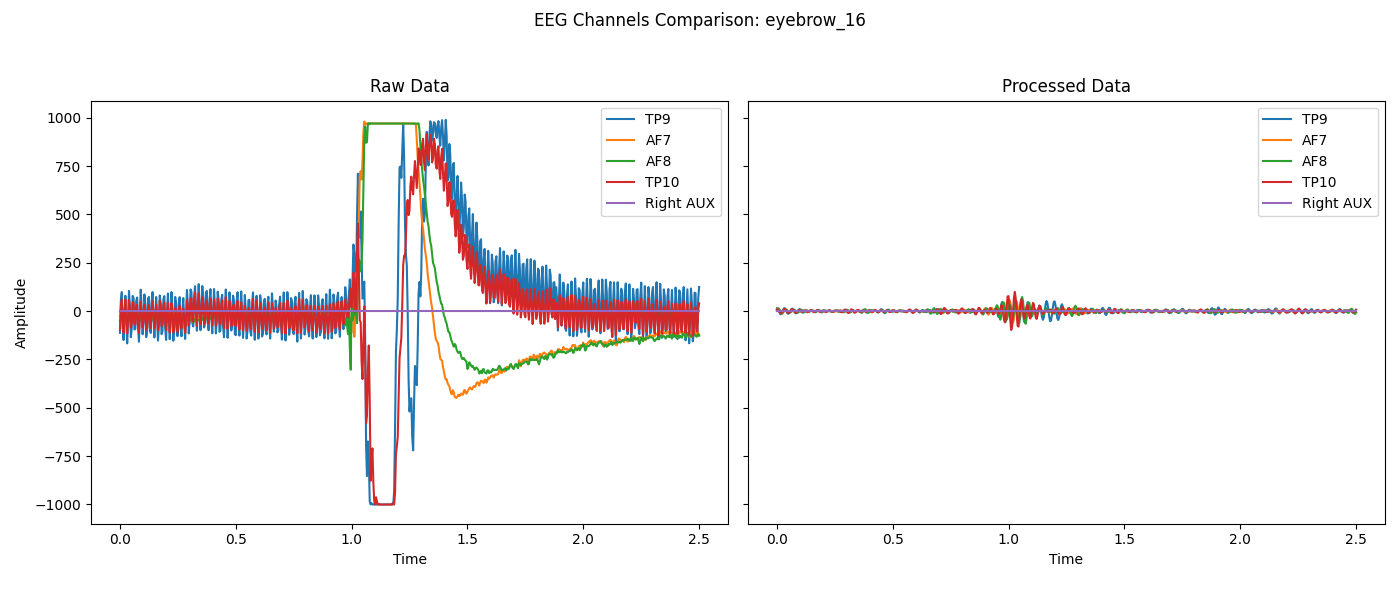 EEG Channels Comparison: eyebrow_16
Raw Data
Processed Data
TP9
AF7
AF8
TP10
Right AUX
TP9
AF7
AF8
TP10
Right AUX
Amplitude
1000
750
500
250
0
−250
−500
−750
−1000
0.0 0.5 1.0 1.5 2.0 2.5
0.0 0.5 1.0 1.5 2.0 2.5
Time
Time